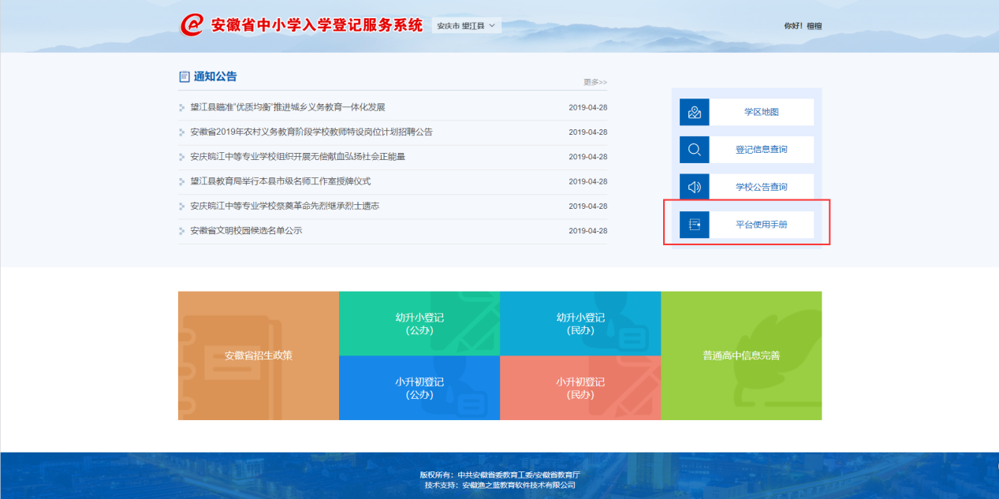 安徽省中小学入学登记服务系统
安庆市 望江县
你好！ 楦楦
通知公告
更多>>
望江县瞄准“优质均衡”推进城乡义务教育一体化发展 2019-04-28
安徽省2019年农村义务教育阶段学校教师特设岗位计划招聘公告 2019-04-28
安庆皖江中等专业学校组织开展无偿献血弘扬社会正能量 2019-04-28
望江县教育局举行本县市级名师工作室授牌仪式 2019-04-28
安庆皖江中等专业学校祭奠革命先烈继承烈士遗志 2019-04-28
安徽省文明校园候选名单公示 2019-04-28
学区地图
登记信息查询
学校公告查询
平台使用手册
安徽省招生政策
幼升小登记
(公办)
幼升小登记
(民办)
小升初登记
(公办)
小升初登记
(民办)
普通高中信息完善
版权所有：中共安徽省委教育工委/安徽省教育厅
技术支持：安徽渔之蓝教育软件技术有限公司